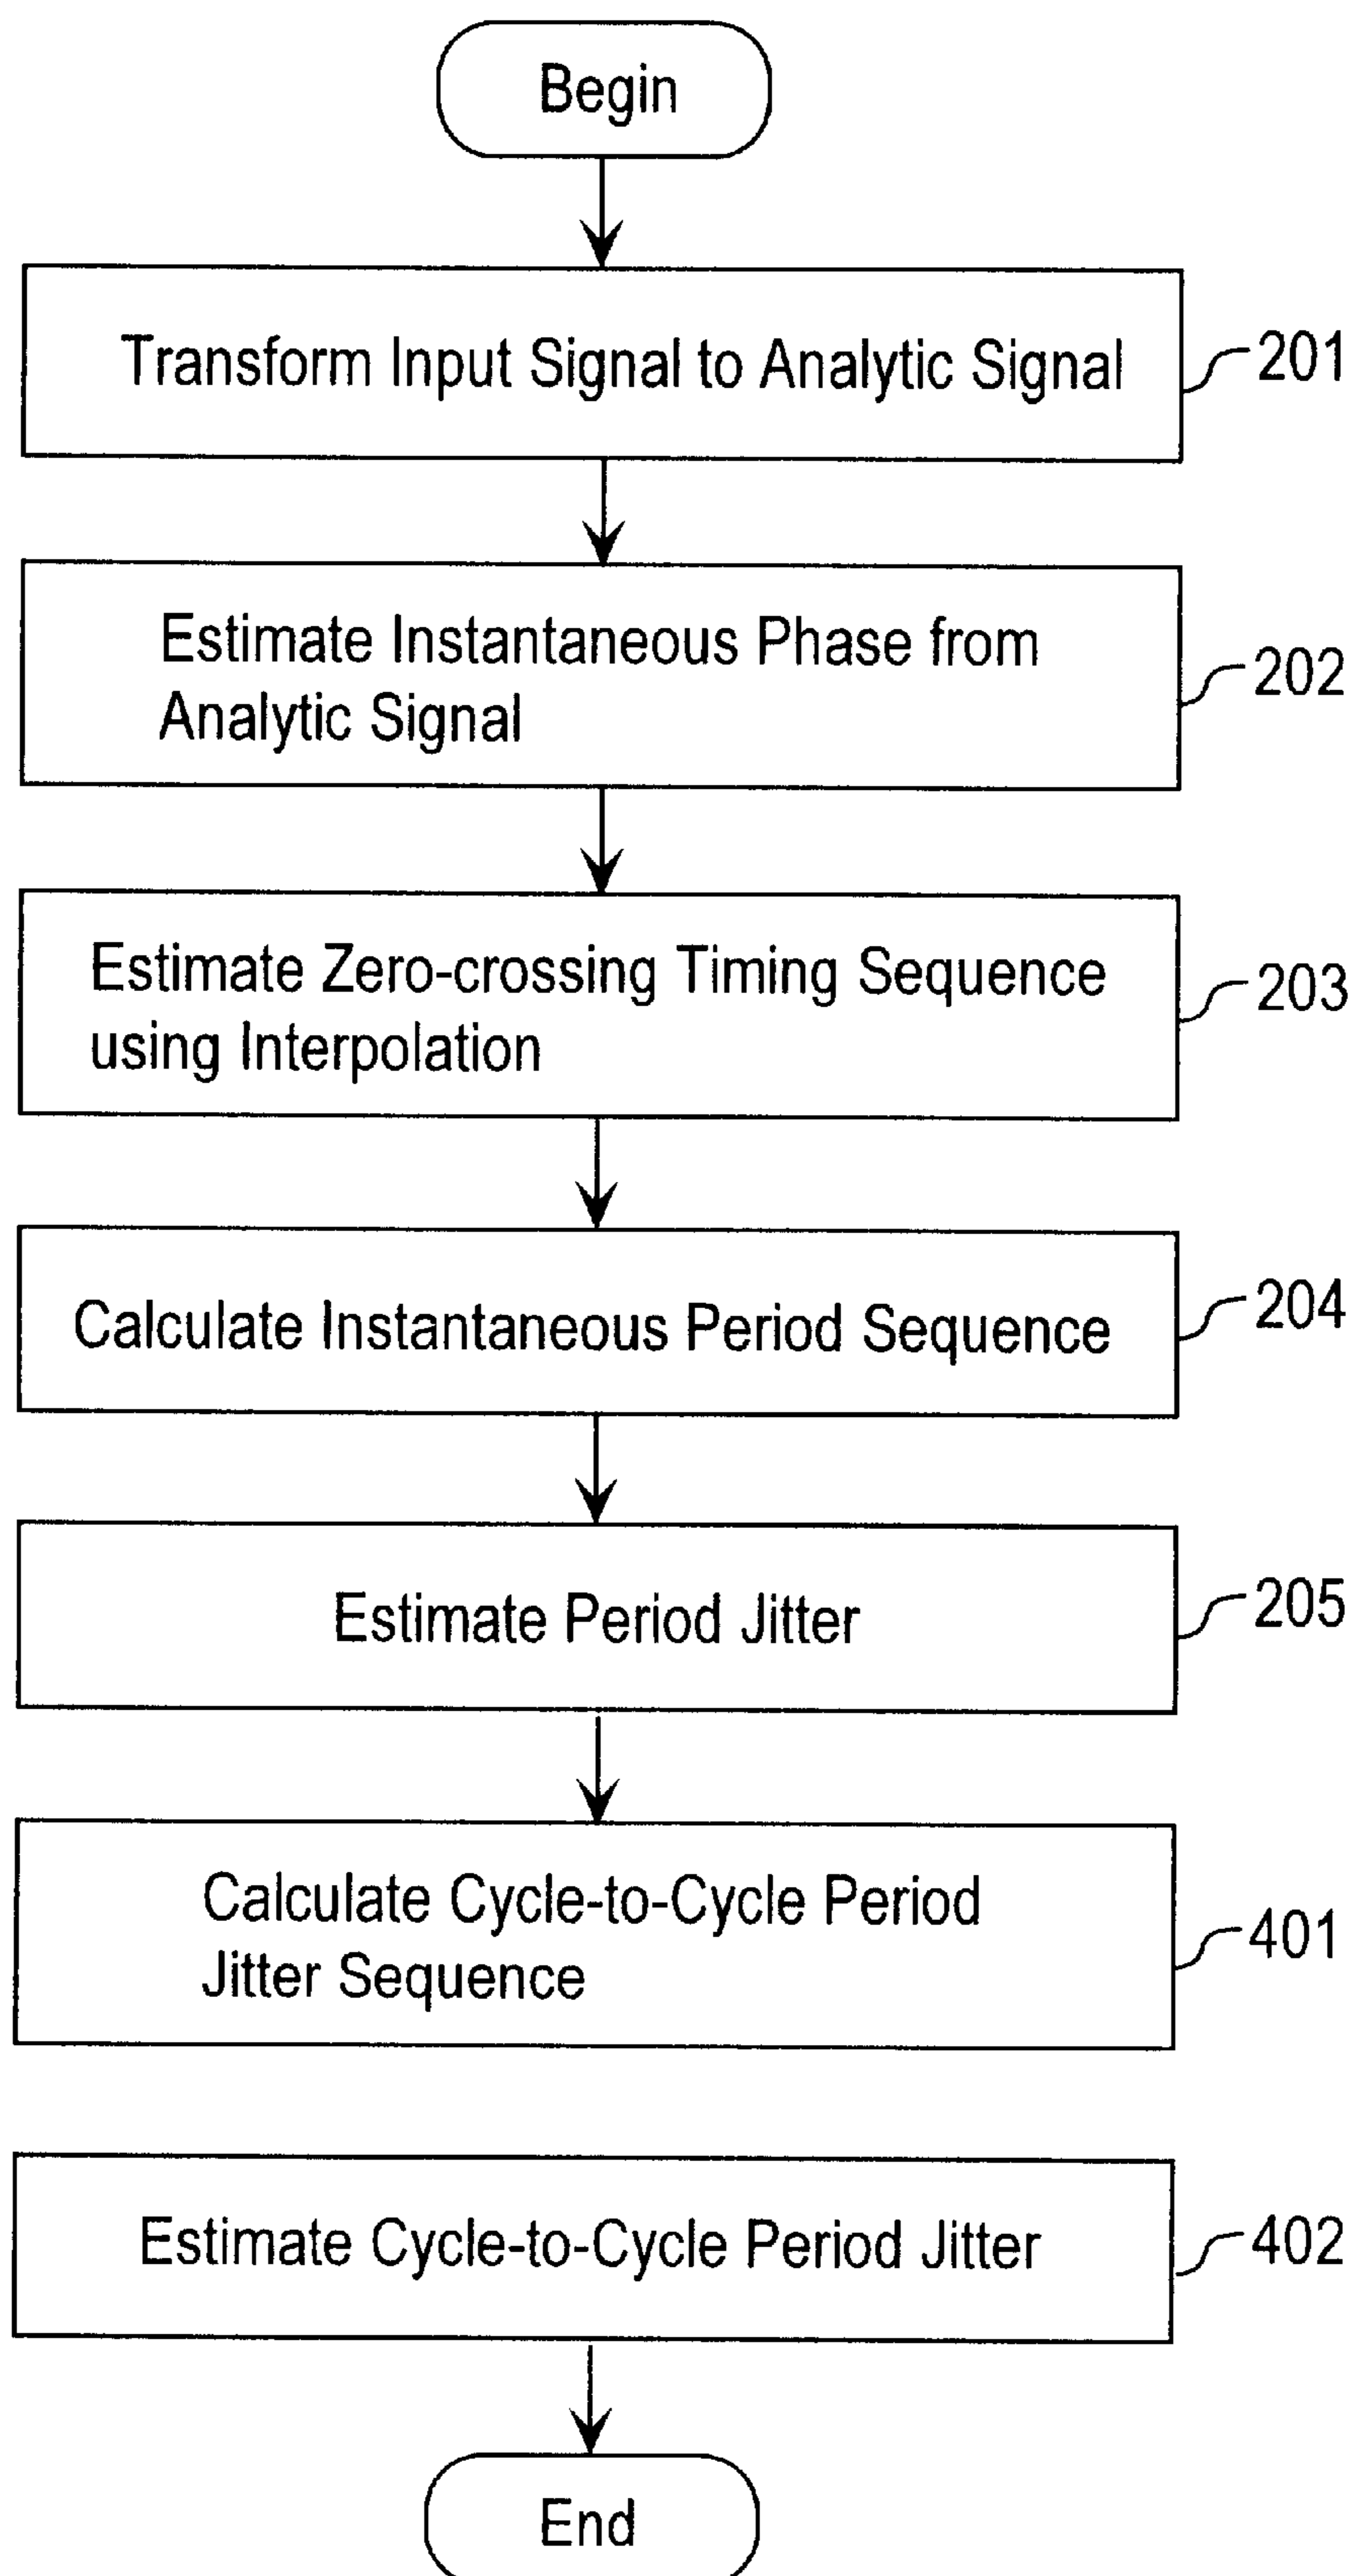 Begin
Transform Input Signal to Analytic Signal
201
Estimate Instantaneous Phase from
Analytic Signal
202
Estimate Zero-crossing Timing Sequence
using Interpolation
203
Calculate Instantaneous Period Sequence
204
Estimate Period Jitter
205
Calculate Cycle-to-Cycle Period
Jitter Sequence
401
Estimate Cycle-to-Cycle Period Jitter
402
End